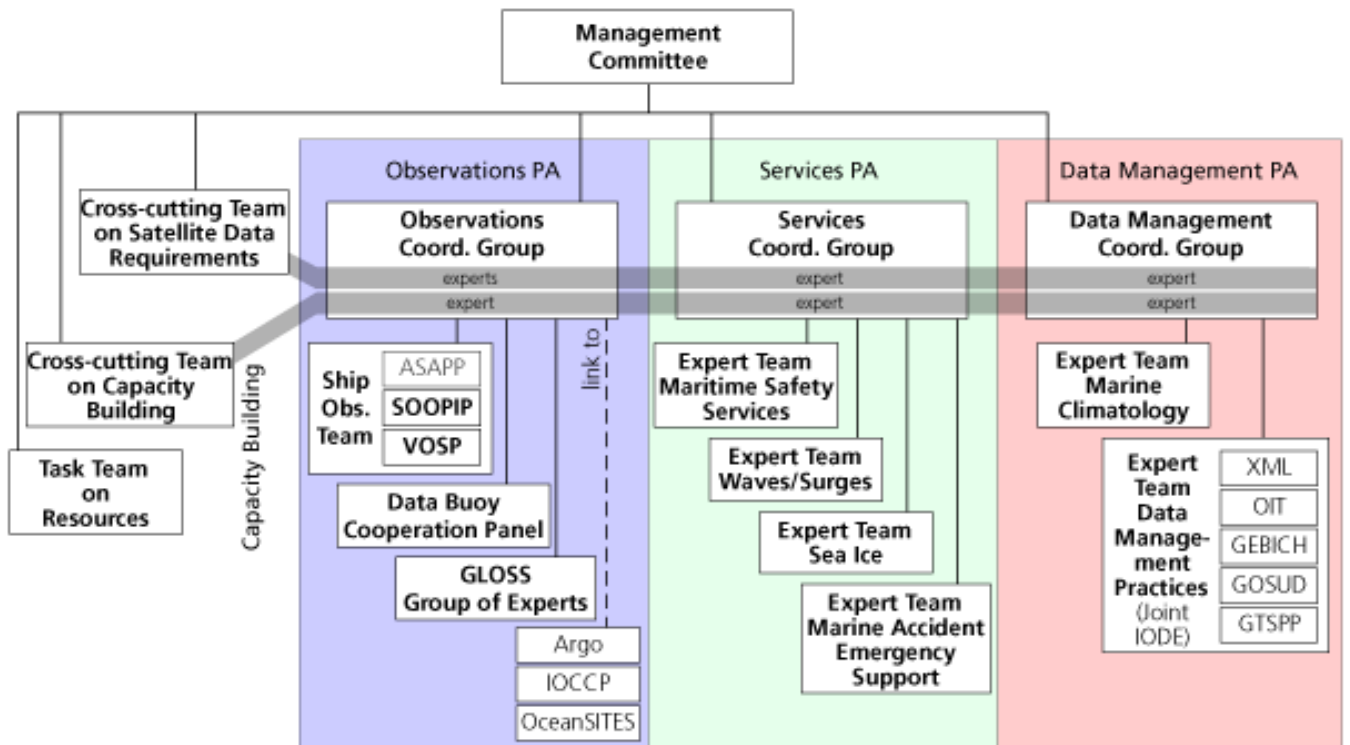 Management
Committee
Observations PA
Services PA
Data Management PA
Cross-cutting Team
on Satellite Data
Requirements
Observations
Coord. Group
experts
expert
Services
Coord. Group
expert
expert
Data Management
Coord. Group
expert
expert
Cross-cutting Team
on Capacity
Building
Capacity Building
Task Team
on
Resources
Ship
Obs.
Team
ASAPP
SOOPIP
VOSP
link to
Data Buoy
Cooperation Panel
GLOSS
Group of Experts
Argo
IOCCP
OceanSITES
Expert Team
Maritime Safety
Services
Expert Team
Waves/Surges
Expert Team
Sea Ice
Expert Team
Marine Accident
Emergency
Support
Expert Team
Marine
Climatology
Expert
Team
Data
Manage-
ment
Practices
(Joint
IODE)
XML
OIT
GEBICH
GOSUD
GTSPP